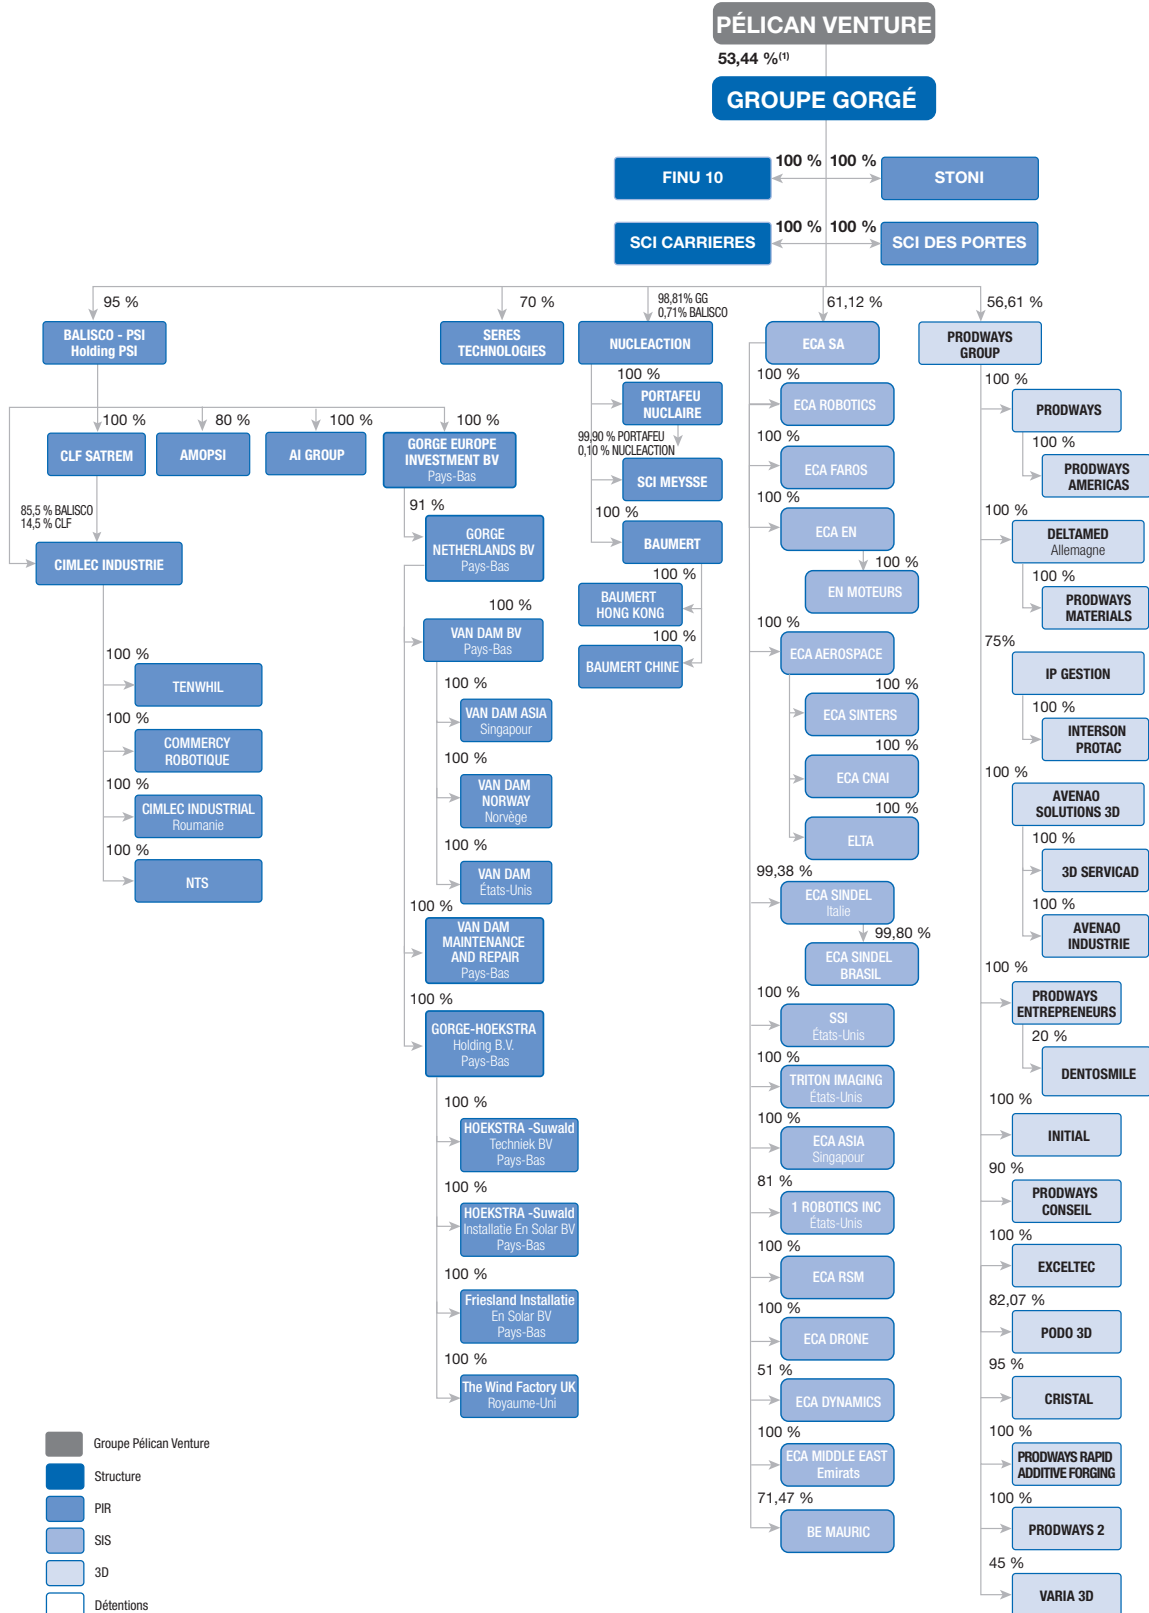 PÉLICAN VENTURE
53,44 %(1)
GROUPE GORGÉ
100 % 100 %
FINU 10
STONI
100 % 100 %
SCI CARRIERES
SCI DES PORTES
95 %
BALISCO - PSI
Holding PSI
70 %
SERES
TECHNOLOGIES
98,81% GG
0,71% BALISCO
NUCLEACTION
61,12 %
ECA SA
56,61 %
PRODWAYS
GROUP
100 %
CLF SATREM
80 %
AMOPSI
100 %
AI GROUP
100 %
GORGE EUROPE
INVESTMENT BV
Pays-Bas
85,5 % BALISCO
14,5 % CLF
CIMLEC INDUSTRIE
100 %
TENWHIL
100 %
COMMERCY
ROBOTIQUE
100 %
CIMLEC INDUSTRIAL
Roumanie
100 %
NTS
91 %
GORGE
NETHERLANDS BV
Pays-Bas
100 %
VAN DAM BV
Pays-Bas
100 %
VAN DAM ASIA
Singapour
100 %
VAN DAM
NORWAY
Norvège
100 %
VAN DAM
États-Unis
100 %
VAN DAM
MAINTENANCE
AND REPAIR
Pays-Bas
100 %
GORGE-HOEKSTRA
Holding B.V.
Pays-Bas
100 %
HOEKSTRA -Suwald
Techniek BV
Pays-Bas
100 %
HOEKSTRA -Suwald
Installatie En Solar BV
Pays-Bas
100 %
Friesland Installatie
En Solar BV
Pays-Bas
100 %
The Wind Factory UK
Royaume-Uni
100 %
PORTAFEU
NUCLAIRE
99,90 % PORTAFEU
0,10 % NUCLEACTION
SCI MEYSSE
100 %
BAUMERT
100 %
BAUMERT
HONG KONG
100 %
BAUMERT CHINE
100 %
ECA ROBOTICS
100 %
ECA FAROS
100 %
ECA EN
100 %
EN MOTEURS
100 %
ECA AEROSPACE
100 %
ECA SINTERS
100 %
ECA CNAI
100 %
ELTA
99,38 %
ECA SINDEL
Italie
99,80 %
ECA SINDEL
BRASIL
100 %
SSI
États-Unis
100 %
TRITON IMAGING
États-Unis
100 %
ECA ASIA
Singapour
81 %
1 ROBOTICS INC
États-Unis
100 %
ECA RSM
100 %
ECA DRONE
51 %
ECA DYNAMICS
100 %
ECA MIDDLE EAST
Emirats
71,47 %
BE MAURIC
100 %
PRODWAYS
100 %
PRODWAYS
AMERICAS
100 %
DELTAMED
Allemagne
100 %
PRODWAYS
MATERIALS
75%
IP GESTION
100 %
INTERSON
PROTAC
100 %
AVENAO
SOLUTIONS 3D
100 %
3D SERVICAD
100 %
AVENAO
INDUSTRIE
100 %
PRODWAYS
ENTREPRENEURS
20 %
DENTOSMILE
100 %
INITIAL
90 %
PRODWAYS
CONSEIL
100 %
EXCELTEC
82,07 %
PODO 3D
95 %
CRISTAL
100 %
PRODWAYS RAPID
ADDITIVE FORGING
100 %
PRODWAYS 2
45 %
VARIA 3D
Groupe Pélican Venture
Structure
PIR
SIS
3D
Détentions